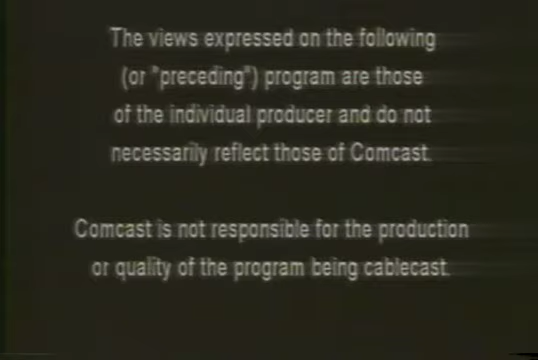 The views expressed on the following
(or "preceding") program are those
of the individual producer and do not
necessarily reflect those of Comcast.
Comcast is not responsible for the production
or quality of the program being cablecast.